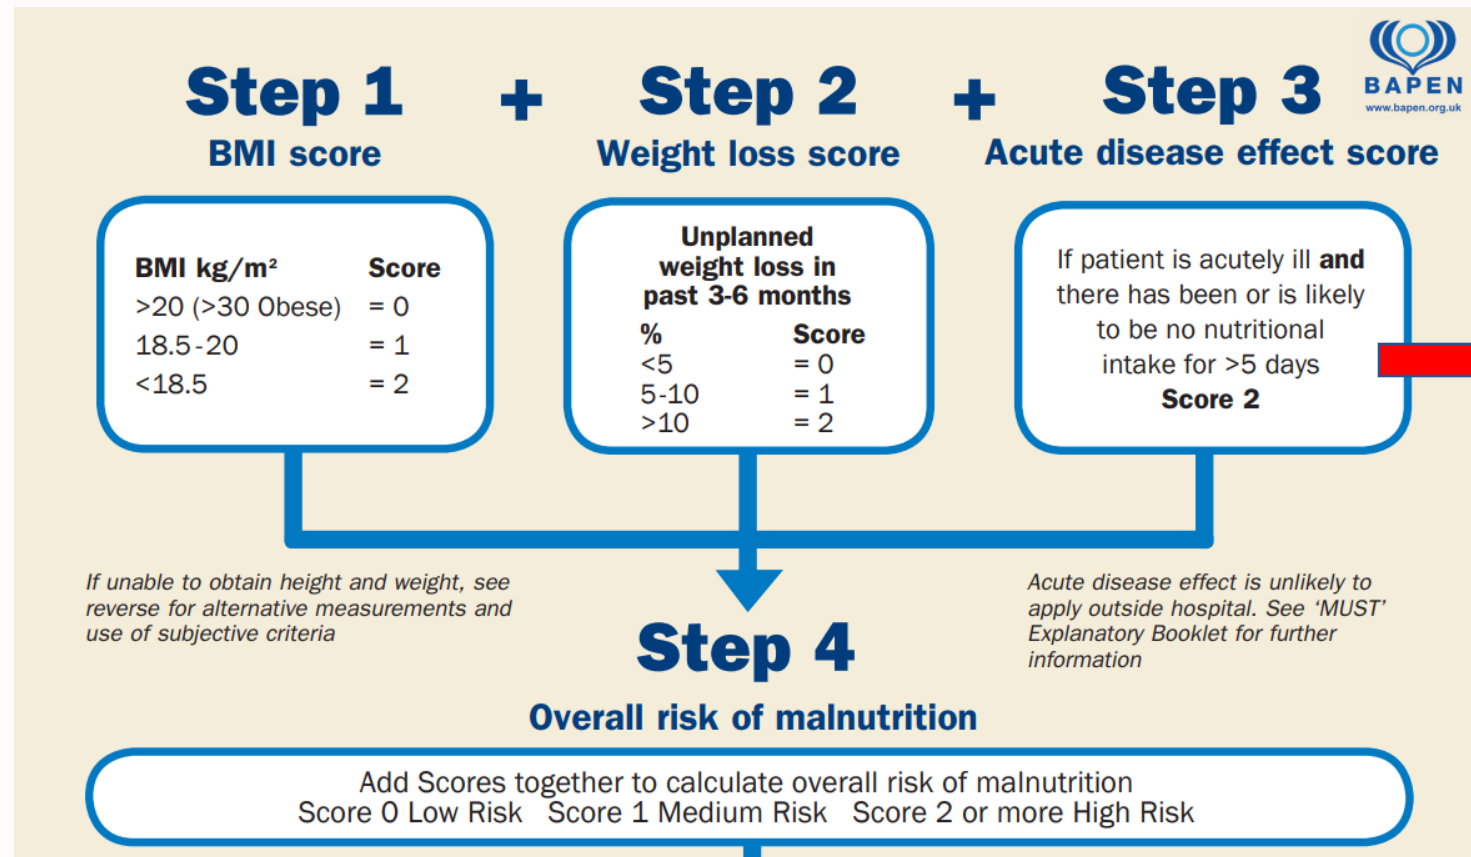 Step 1 + Step 2 + Step 3
BAPEN
www.bapen.org.uk
BMI score
Weight loss score
Acute disease effect score
BMI kg/m² Score
>20 (>30 Obese) = 0
18.5-20 = 1
<18.5 = 2
Unplanned
weight loss in
past 3-6 months
% Score
<5 = 0
5-10 = 1
>10 = 2
If patient is acutely ill and
there has been or is likely
to be no nutritional
intake for >5 days
Score 2
If unable to obtain height and weight, see
reverse for alternative measurements and
use of subjective criteria
Acute disease effect is unlikely to
apply outside hospital. See ‘MUST’
Explanatory Booklet for further
information
Step 4
Overall risk of malnutrition
Add Scores together to calculate overall risk of malnutrition
Score 0 Low Risk Score 1 Medium Risk Score 2 or more High Risk